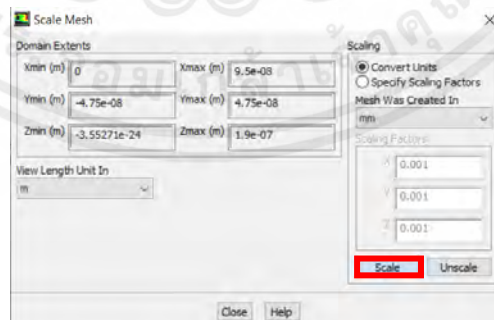 Scale Mesh
Domain Extents
Xmin (m) 0 Xmax (m) 9.5e-08
Ymin (m) -4.75e-08 Ymax (m) 4.75e-08
Zmin (m) -3.55271e-24 Zmax (m) 1.9e-07
View Length Unit In
m
Scaling
Convert Units
Specify Scaling Factors
Mesh Was Created In
mm
Scaling Factors
X 0.001
Y 0.001
Z 0.001
Scale Unscale
Close Help